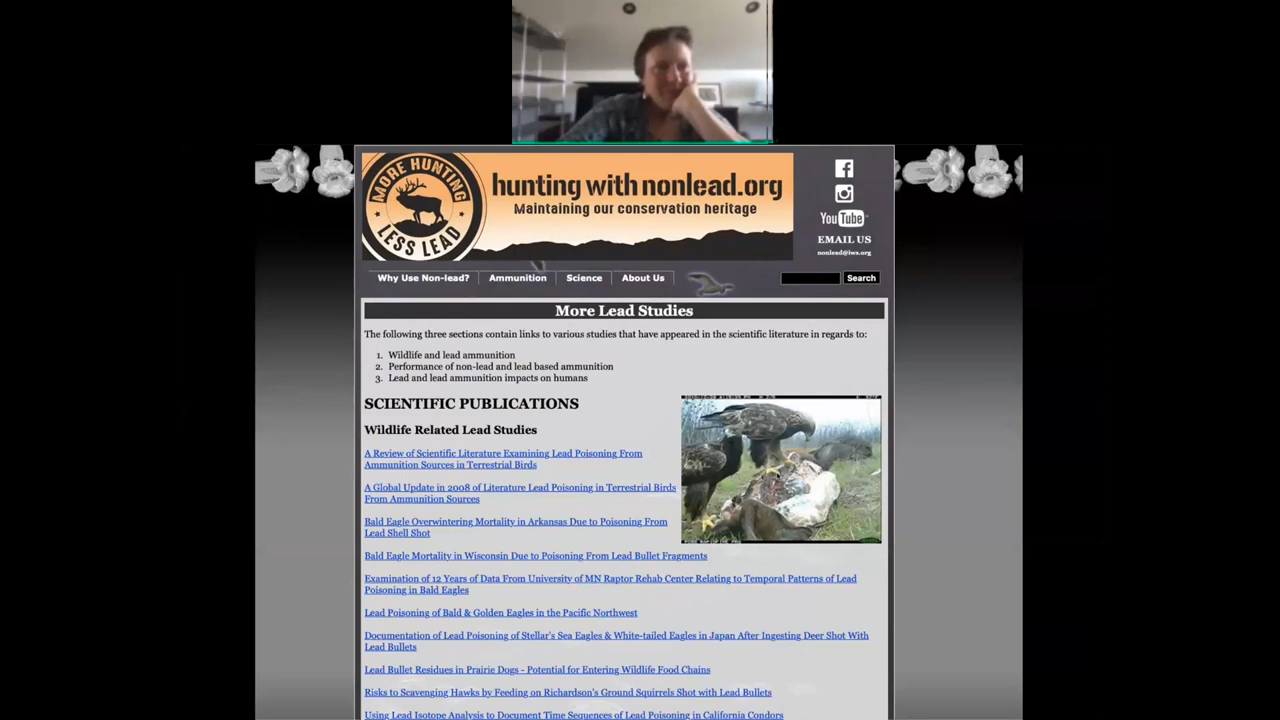 MORE HUNTING
LESS LEAD
hunting with nonlead.org
Maintaining our conservation heritage
You Tube
EMAIL US
nonlead@iws.org
Why Use Non-lead?
Ammunition
Science
About Us
Search
More Lead Studies
The following three sections contain links to various studies that have appeared in the scientific literature in regards to:
1. Wildlife and lead ammunition
2. Performance of non-lead and lead based ammunition
3. Lead and lead ammunition impacts on humans
SCIENTIFIC PUBLICATIONS
Wildlife Related Lead Studies
A Review of Scientific Literature Examining Lead Poisoning From
Ammunition Sources in Terrestrial Birds
A Global Update in 2008 of Literature Lead Poisoning in Terrestrial Birds
From Ammunition Sources
Bald Eagle Overwintering Mortality in Arkansas Due to Poisoning From
Lead Shell Shot
Bald Eagle Mortality in Wisconsin Due to Poisoning From Lead Bullet Fragments
Examination of 12 Years of Data From University of MN Raptor Rehab Center Relating to Temporal Patterns of Lead
Poisoning in Bald Eagles
Lead Poisoning of Bald & Golden Eagles in the Pacific Northwest
Documentation of Lead Poisoning of Stellar's Sea Eagles & White-tailed Eagles in Japan After Ingesting Deer Shot With
Lead Bullets
Lead Bullet Residues in Prairie Dogs - Potential for Entering Wildlife Food Chains
Risks to Scavenging Hawks by Feeding on Richardson's Ground Squirrels Shot with Lead Bullets
Using Lead Isotope Analysis to Document Time Sequences of Lead Poisoning in California Condors